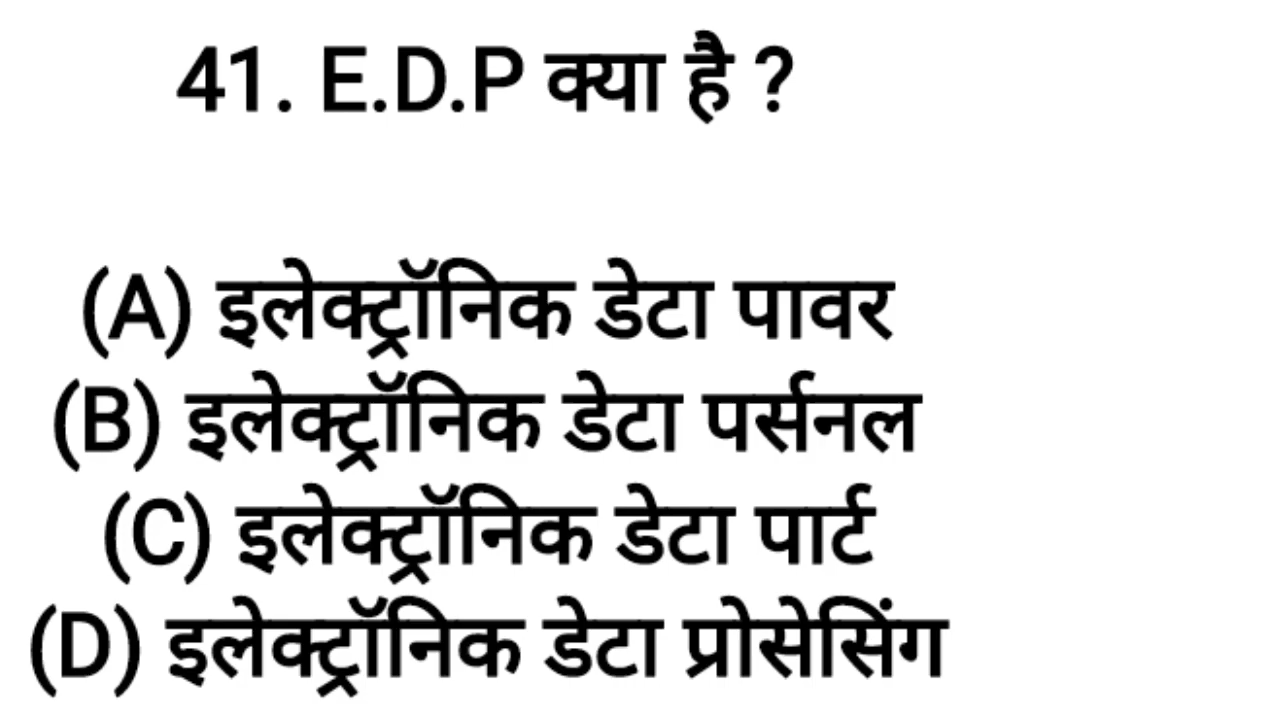 41. E.D.P क्या है ?
(A) इलेक्ट्रॉनिक डेटा पावर
(B) इलेक्ट्रॉनिक डेटा पर्सनल
(C) इलेक्ट्रॉनिक डेटा पार्ट
(D) इलेक्ट्रॉनिक डेटा प्रोसेसिंग